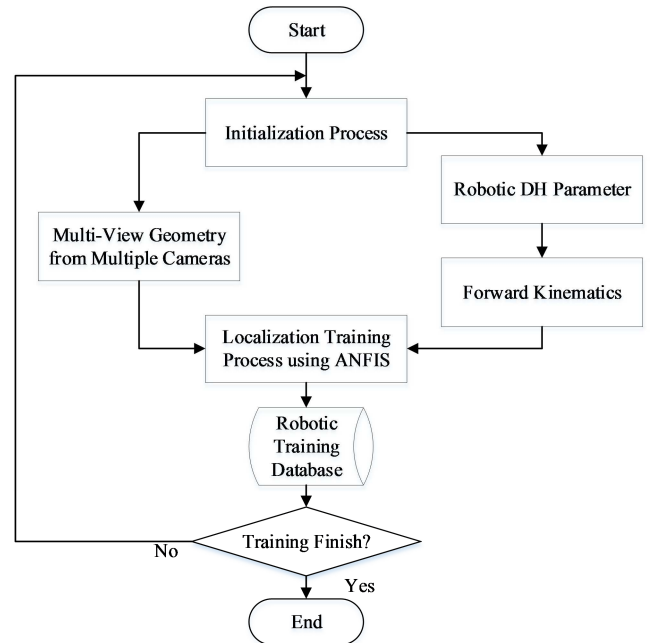 Start
Initialization Process
Robotic DH Parameter
Multi-View Geometry
from Multiple Cameras
Forward Kinematics
Localization Training
Process using ANFIS
Robotic
Training
Database
Training Finish?
No
Yes
End